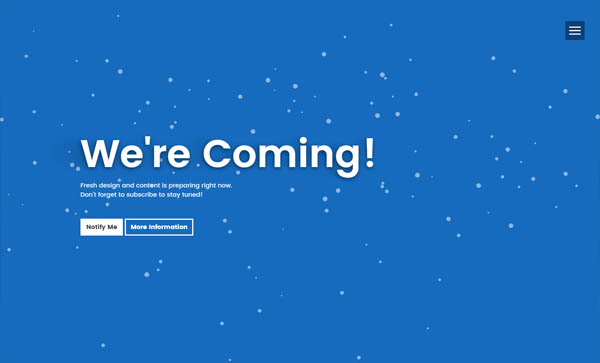 We're Coming!
Fresh design and content is preparing right now.
Don't forget to subscribe to stay tuned!
Notify Me More Information